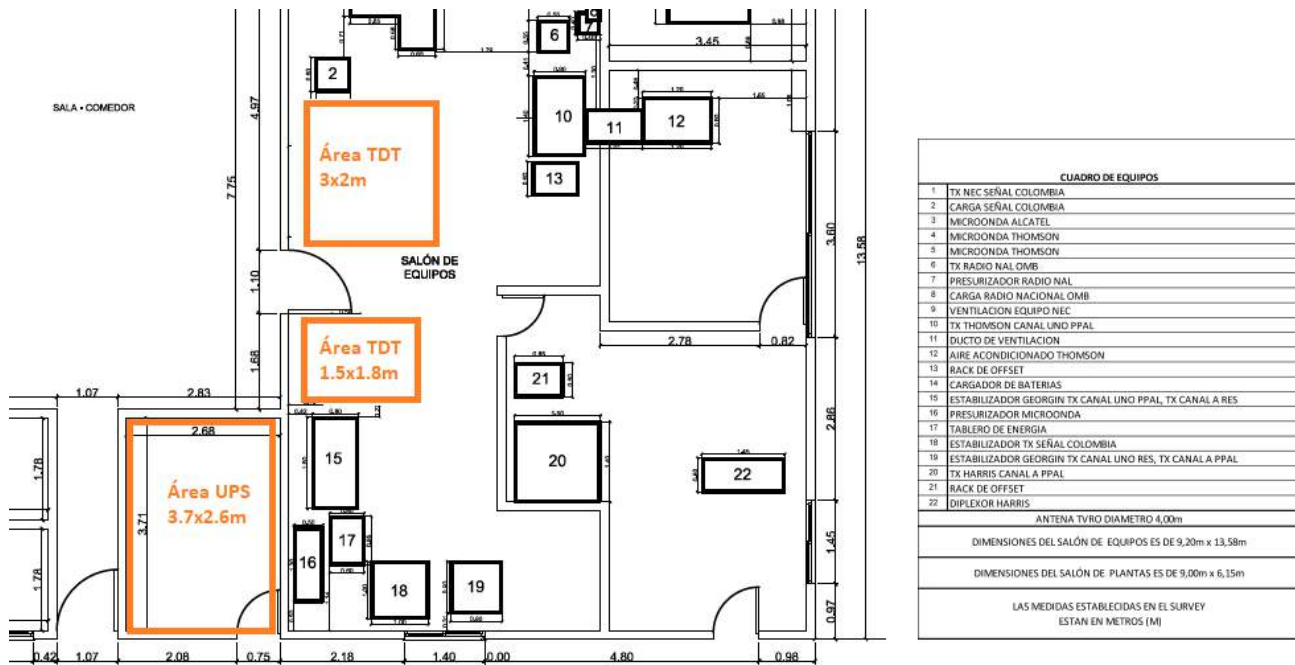 SALA - COMEDOR
2
6
7
10
11
12
13
3.45
1.65
4.97
7.75
Área TDT
3x2m
SALÓN DE
EQUIPOS
3.60
13.58
1.10
1.68
Área TDT
1.5x1.8m
2.78
0.82
21
2.86
1.07
2.83
2.68
15
20
22
1.78
Área UPS
3.7x2.6m
3.71
1.78
16
17
18
19
1.45
0.97
0.42
1.07
2.08
0.75
2.18
1.40
0.00
4.80
0.98
CUADRO DE EQUIPOS
1 TX NEC SEÑAL COLOMBIA
2 CARGA SEÑAL COLOMBIA
3 MICROONDA ALCATEL
4 MICROONDA THOMSON
5 MICROONDA THOMSON
6 TX RADIO NAL OMB
7 PRESURIZADOR RADIO NAL
8 CARGA RADIO NACIONAL OMB
9 VENTILACION EQUIPO NEC
10 TX THOMSON CANAL UNO PPAL
11 DUCTO DE VENTILACION
12 AIRE ACONDICIONADO THOMSON
13 RACK DE OFFSET
14 CARGADOR DE BATERIAS
15 ESTABILIZADOR GEORGIN TX CANAL UNO PPAL, TX CANAL A RES
16 PRESURIZADOR MICROONDA
17 TABLERO DE ENERGIA
18 ESTABILIZADOR TX SEÑAL COLOMBIA
19 ESTABILIZADOR GEORGIN TX CANAL UNO RES, TX CANAL A PPAL
20 TX HARRIS CANAL A PPAL
21 RACK DE OFFSET
22 DIPLEXOR HARRIS
ANTENA TVRO DIAMETRO 4,00m
DIMENSIONES DEL SALÓN DE EQUIPOS ES DE 9,20m x 13,58m
DIMENSIONES DEL SALÓN DE PLANTAS ES DE 9,00m x 6,15m
LAS MEDIDAS ESTABLECIDAS EN EL SURVEY
ESTAN EN METROS (M)